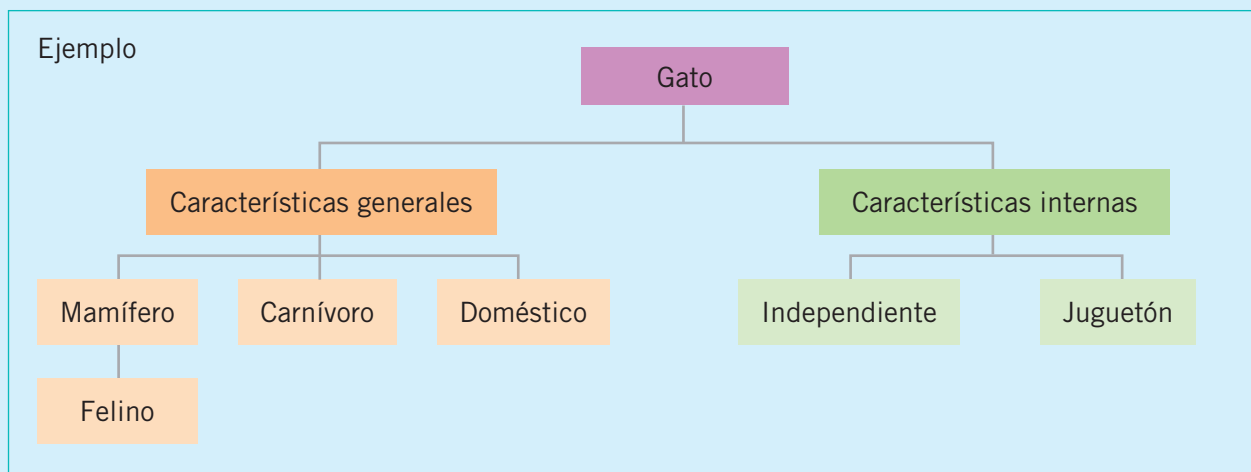 Ejemplo
Gato
Características generales
Características internas
Mamífero
Carnívoro
Doméstico
Independiente
Juguetón
Felino